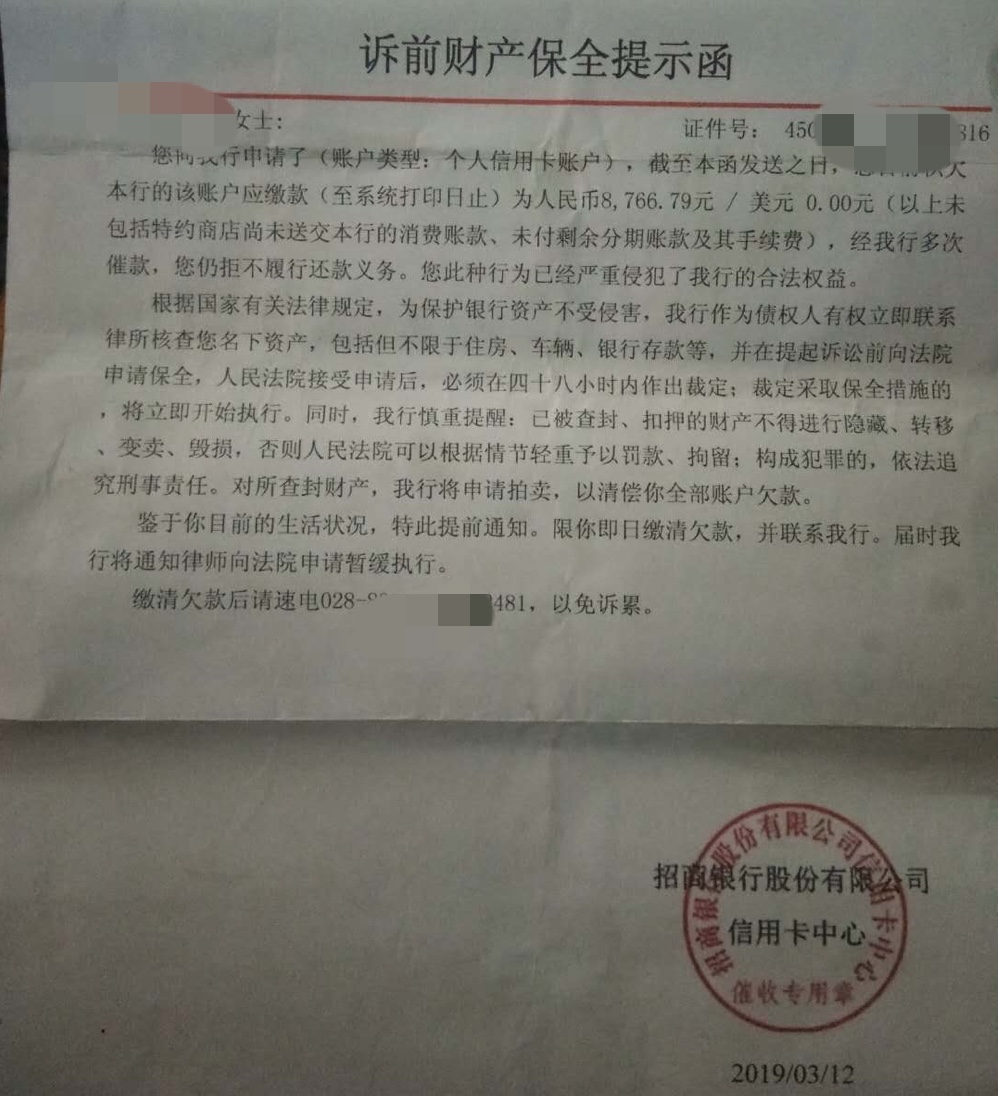 诉前财产保全提示函
女士:
证件号: 450 816
您向我行申请了（账户类型：个人信用卡账户），截至本函发送之日，
本行的该账户应缴款（至系统打印日止）为人民币8,766.79元 / 美元 0.00元（以上未
包括特约商店尚未送交本行的消费账款、未付剩余分期账款及其手续费），经我行多次
催款，您仍拒不履行还款义务。您此种行为已经严重侵犯了我行的合法权益。
根据国家有关法律规定，为保护银行资产不受侵害，我行作为债权人有权立即联系
律所核查您名下资产，包括但不限于住房、车辆、银行存款等，并在提起诉讼前向法院
申请保全，人民法院接受申请后，必须在四十八小时内作出裁定；裁定采取保全措施的
，将立即开始执行。同时，我行慎重提醒：已被查封、扣押的财产不得进行隐藏、转移
、变卖、毁损，否则人民法院可以根据情节轻重予以罚款、拘留；构成犯罪的，依法追
究刑事责任。对所查封财产，我行将申请拍卖，以清偿你全部账户欠款。
鉴于你目前的生活状况，特此提前通知。限你即日缴清欠款，并联系我行。届时我
行将通知律师向法院申请暂缓执行。
缴清欠款后请速电028- 481，以免诉累。
招商银行股份有限公司
信用卡中心
招商银行股份有限公司信用卡中心
催收专用章
2019/03/12